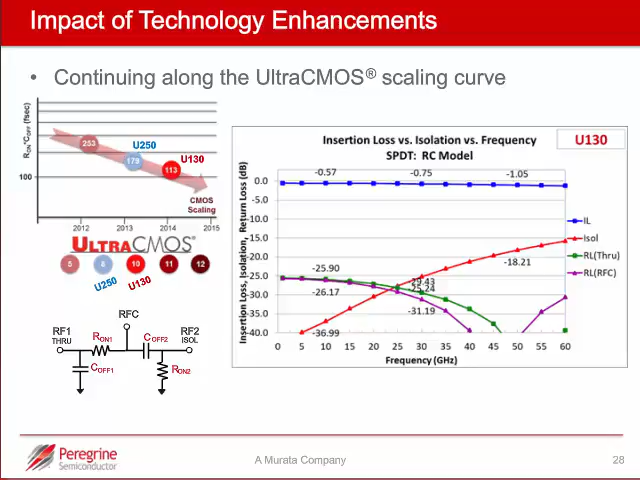 Impact of Technology Enhancements
• Continuing along the UltraCMOS® scaling curve
RON*COFF (fsec)
100
253
U250
179
U130
113
CMOS
Scaling
2012 2013 2014 2015
ULTRACMOS®
5 8 10 11 12
U250 U130
RFC
RF1
THRU
RON1
COFF2
RF2
ISOL
COFF1
RON2
Insertion Loss vs. Isolation vs. Frequency
SPDT: RC Model
U130
Insertion Loss, Isolation, Return Loss (dB)
0.0
-5.0
-10.0
-15.0
-20.0
-25.0
-30.0
-35.0
-40.0
-0.57 -0.75 -1.05
-18.21
-25.90
-26.17
-29.43
-25.24
-31.19
-36.99
IL
Isol
RL(Thru)
RL(RFC)
0 5 10 15 20 25 30 35 40 45 50 55 60
Frequency (GHz)
Peregrine
Semiconductor
A Murata Company
28